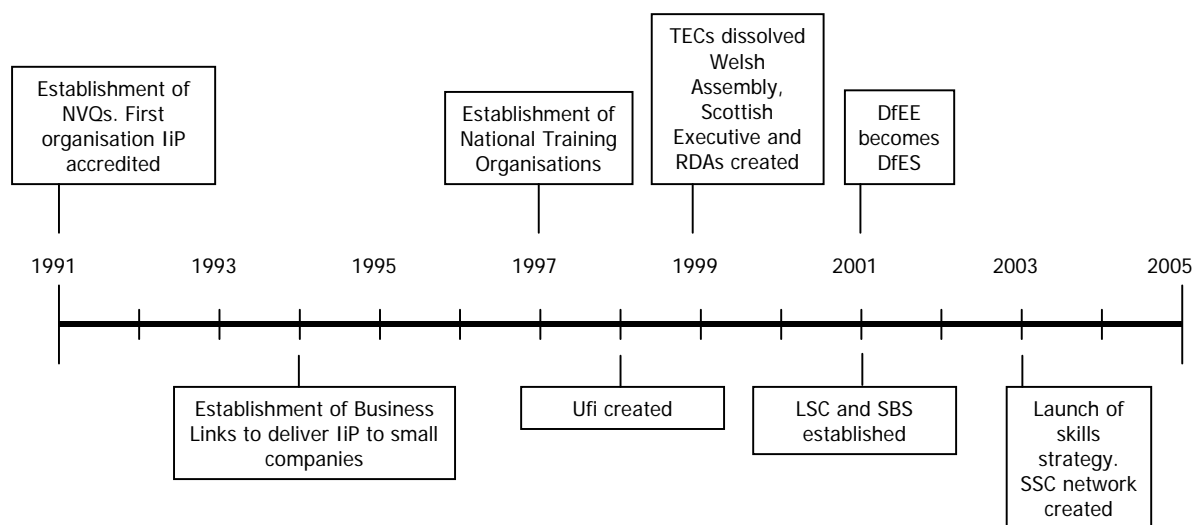 Establishment of
NVQs. First
organisation IiP
accredited
Establishment of
National Training
Organisations
TECs dissolved
Welsh
Assembly,
Scottish
Executive and
RDAs created
DfEE
becomes
DfES
1991
1993
1995
1997
1999
2001
2003
2005
Establishment of Business
Links to deliver IiP to small
companies
Ufi created
LSC and SBS
established
Launch of
skills
strategy.
SSC network
created